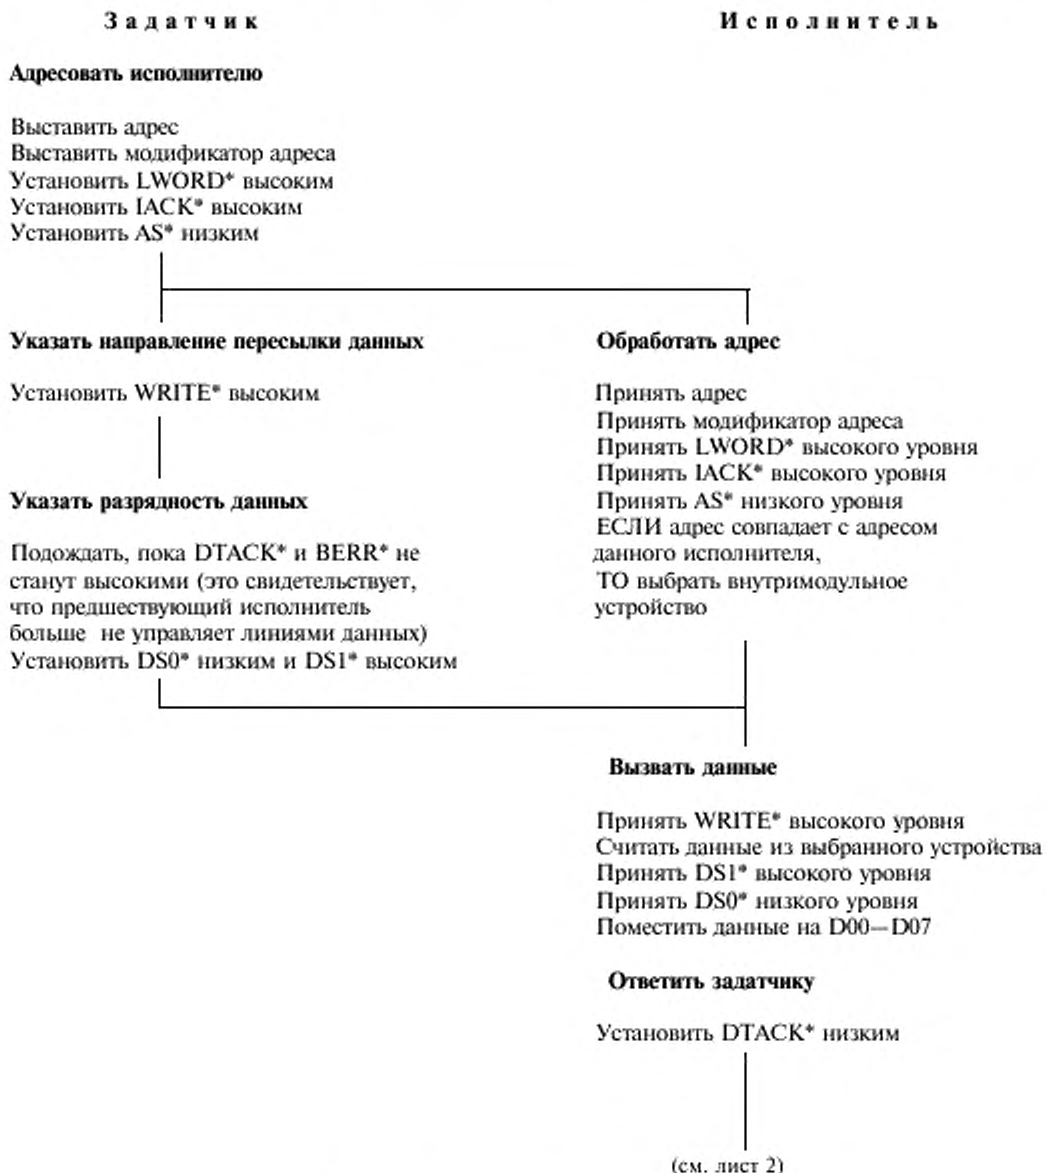 Задатчик
Исполнитель
Адресовать исполнителю
Выставить адрес
Выставить модификатор адреса
Установить LWORD* высоким
Установить IACK* высоким
Установить AS* низким
Указать направление пересылки данных
Установить WRITE* высоким
Указать разрядность данных
Подождать, пока DTACK* и BERR* не
станут высокими (это свидетельствует,
что предшествующий исполнитель
больше не управляет линиями данных)
Установить DS0* низким и DS1* высоким
Обработать адрес
Принять адрес
Принять модификатор адреса
Принять LWORD* высокого уровня
Принять IACK* высокого уровня
Принять AS* низкого уровня
ЕСЛИ адрес совпадает с адресом
данного исполнителя,
ТО выбрать внутримодульное
устройство
Вызвать данные
Принять WRITE* высокого уровня
Считать данные из выбранного устройства
Принять DS1* высокого уровня
Принять DS0* низкого уровня
Поместить данные на D00—D07
Ответить задатчику
Установить DTACK* низким
(см. лист 2)